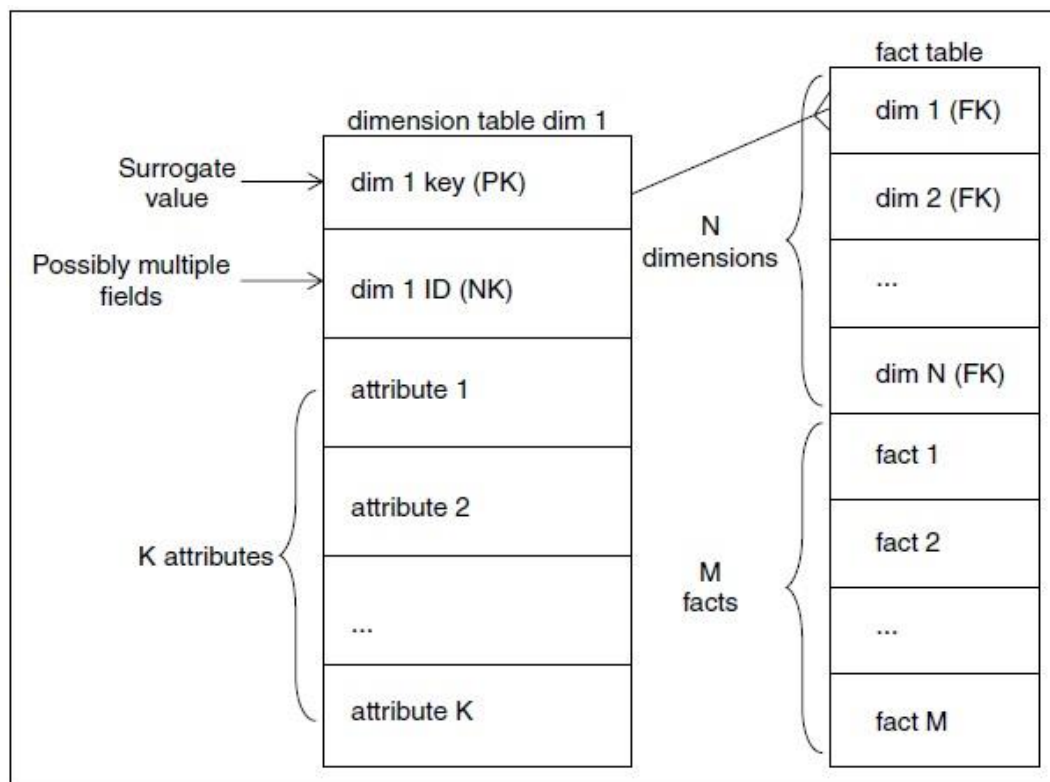 fact table
dimension table dim 1
Surrogate
value
dim 1 key (PK)
Possibly multiple
fields
dim 1 ID (NK)
attribute 1
attribute 2
...
attribute K
K attributes
N
dimensions
dim 1 (FK)
dim 2 (FK)
...
dim N (FK)
M
facts
fact 1
fact 2
...
fact M